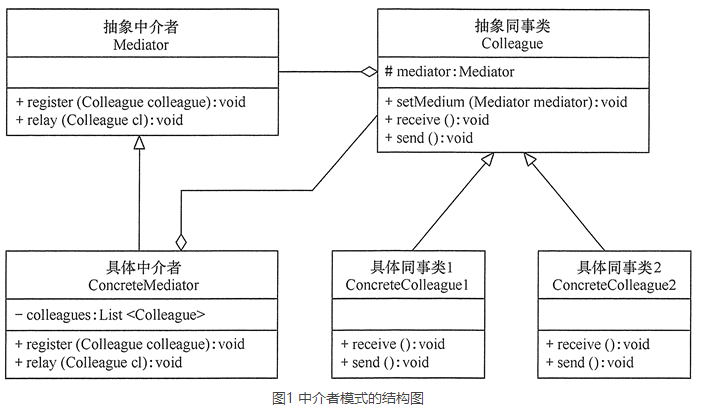 抽象中介者
Mediator
+ register (Colleague colleague): void
+ relay (Colleague cl): void
抽象同事类
Colleague
# mediator: Mediator
+ setMedium (Mediator mediator): void
+ receive (): void
+ send (): void
具体中介者
ConcreteMediator
− colleagues: List <Colleague>
+ register (Colleague colleague): void
+ relay (Colleague cl): void
具体同事类1
ConcreteColleague1
+ receive (): void
+ send (): void
具体同事类2
ConcreteColleague2
+ receive (): void
+ send (): void
图1 中介者模式的结构图